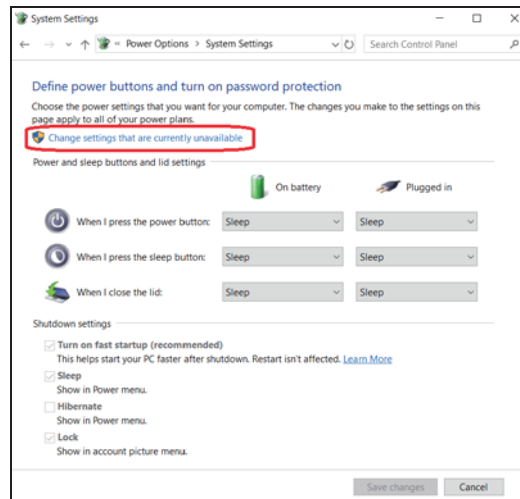 System Settings
« Power Options > System Settings
Search Control Panel
Define power buttons and turn on password protection
Choose the power settings that you want for your computer. The changes you make to the settings on this
page apply to all of your power plans.
Change settings that are currently unavailable
Power and sleep buttons and lid settings
On battery Plugged in
When I press the power button: Sleep Sleep
When I press the sleep button: Sleep Sleep
When I close the lid: Sleep Sleep
Shutdown settings
Turn on fast startup (recommended)
This helps start your PC faster after shutdown. Restart isn't affected. Learn More
Sleep
Show in Power menu.
Hibernate
Show in Power menu.
Lock
Show in account picture menu.
Save changes Cancel